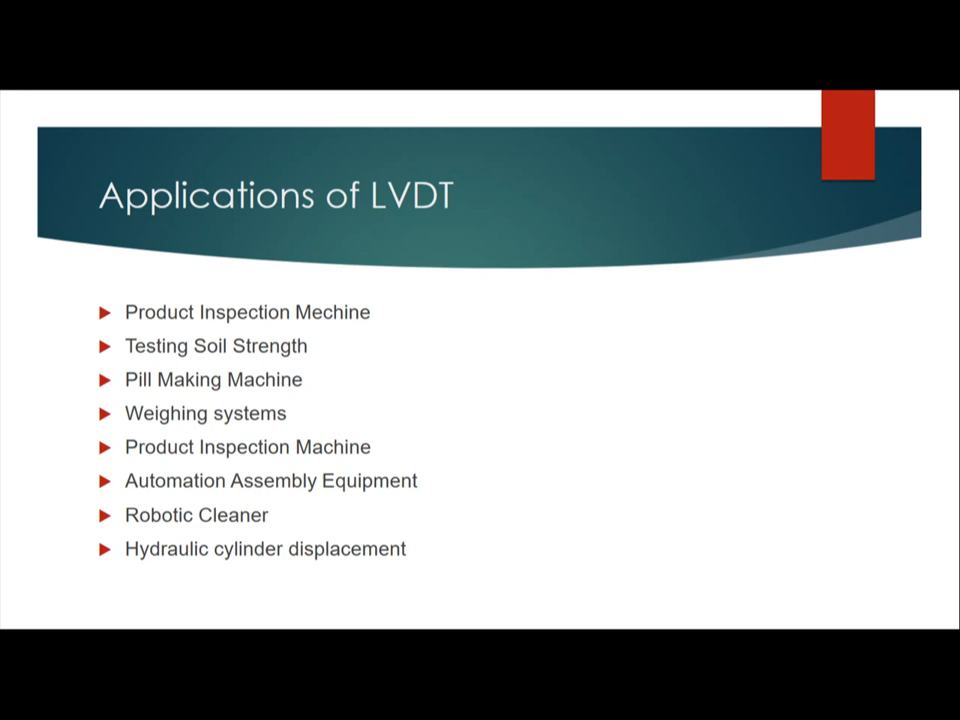 Applications of LVDT
Product Inspection Mechine
Testing Soil Strength
Pill Making Machine
Weighing systems
Product Inspection Machine
Automation Assembly Equipment
Robotic Cleaner
Hydraulic cylinder displacement